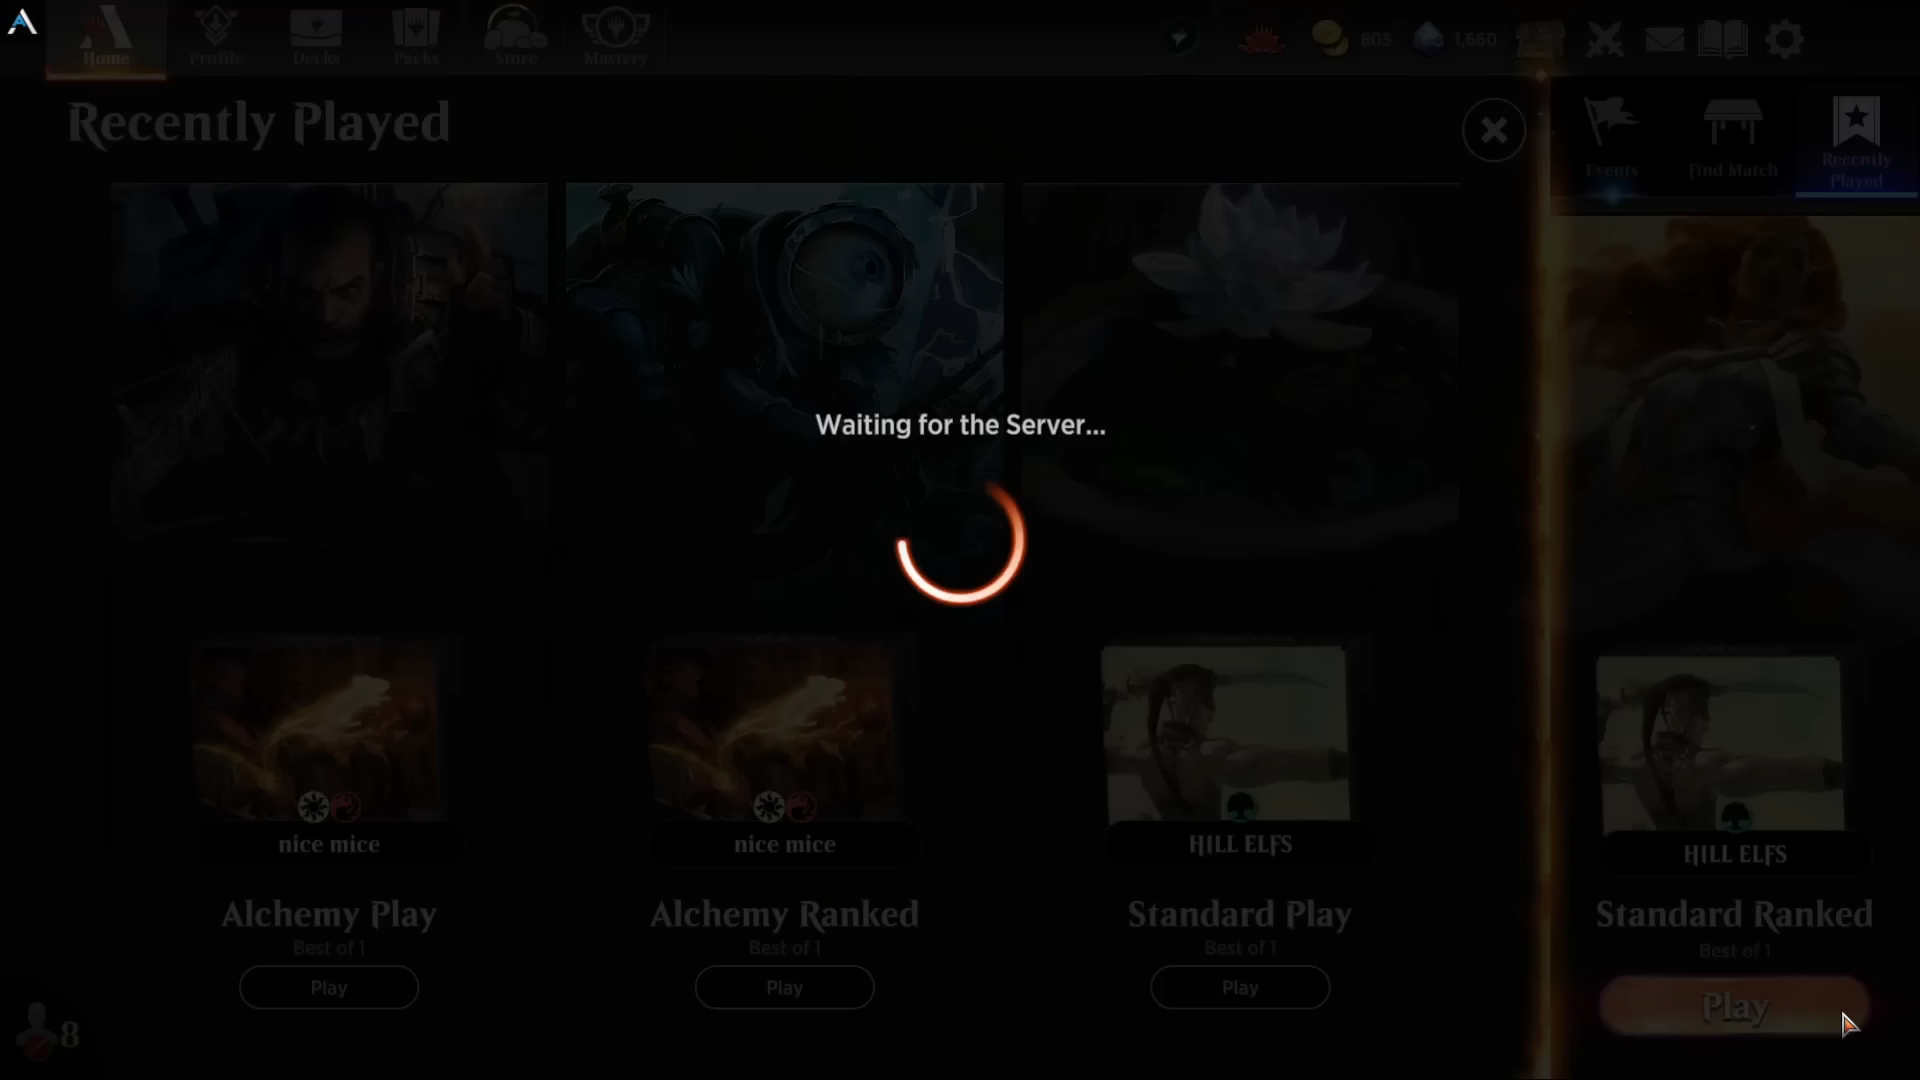 Home
Profile
Decks
Packs
Store
Mastery
805
1,660
Recently Played
Events
Find Match
Recently
Played
Waiting for the Server...
nice mice
nice mice
HILL ELFS
HILL ELFS
Alchemy Play
Best of 1
Play
Alchemy Ranked
Best of 1
Play
Standard Play
Best of 1
Play
Standard Ranked
Best of 1
Play
8